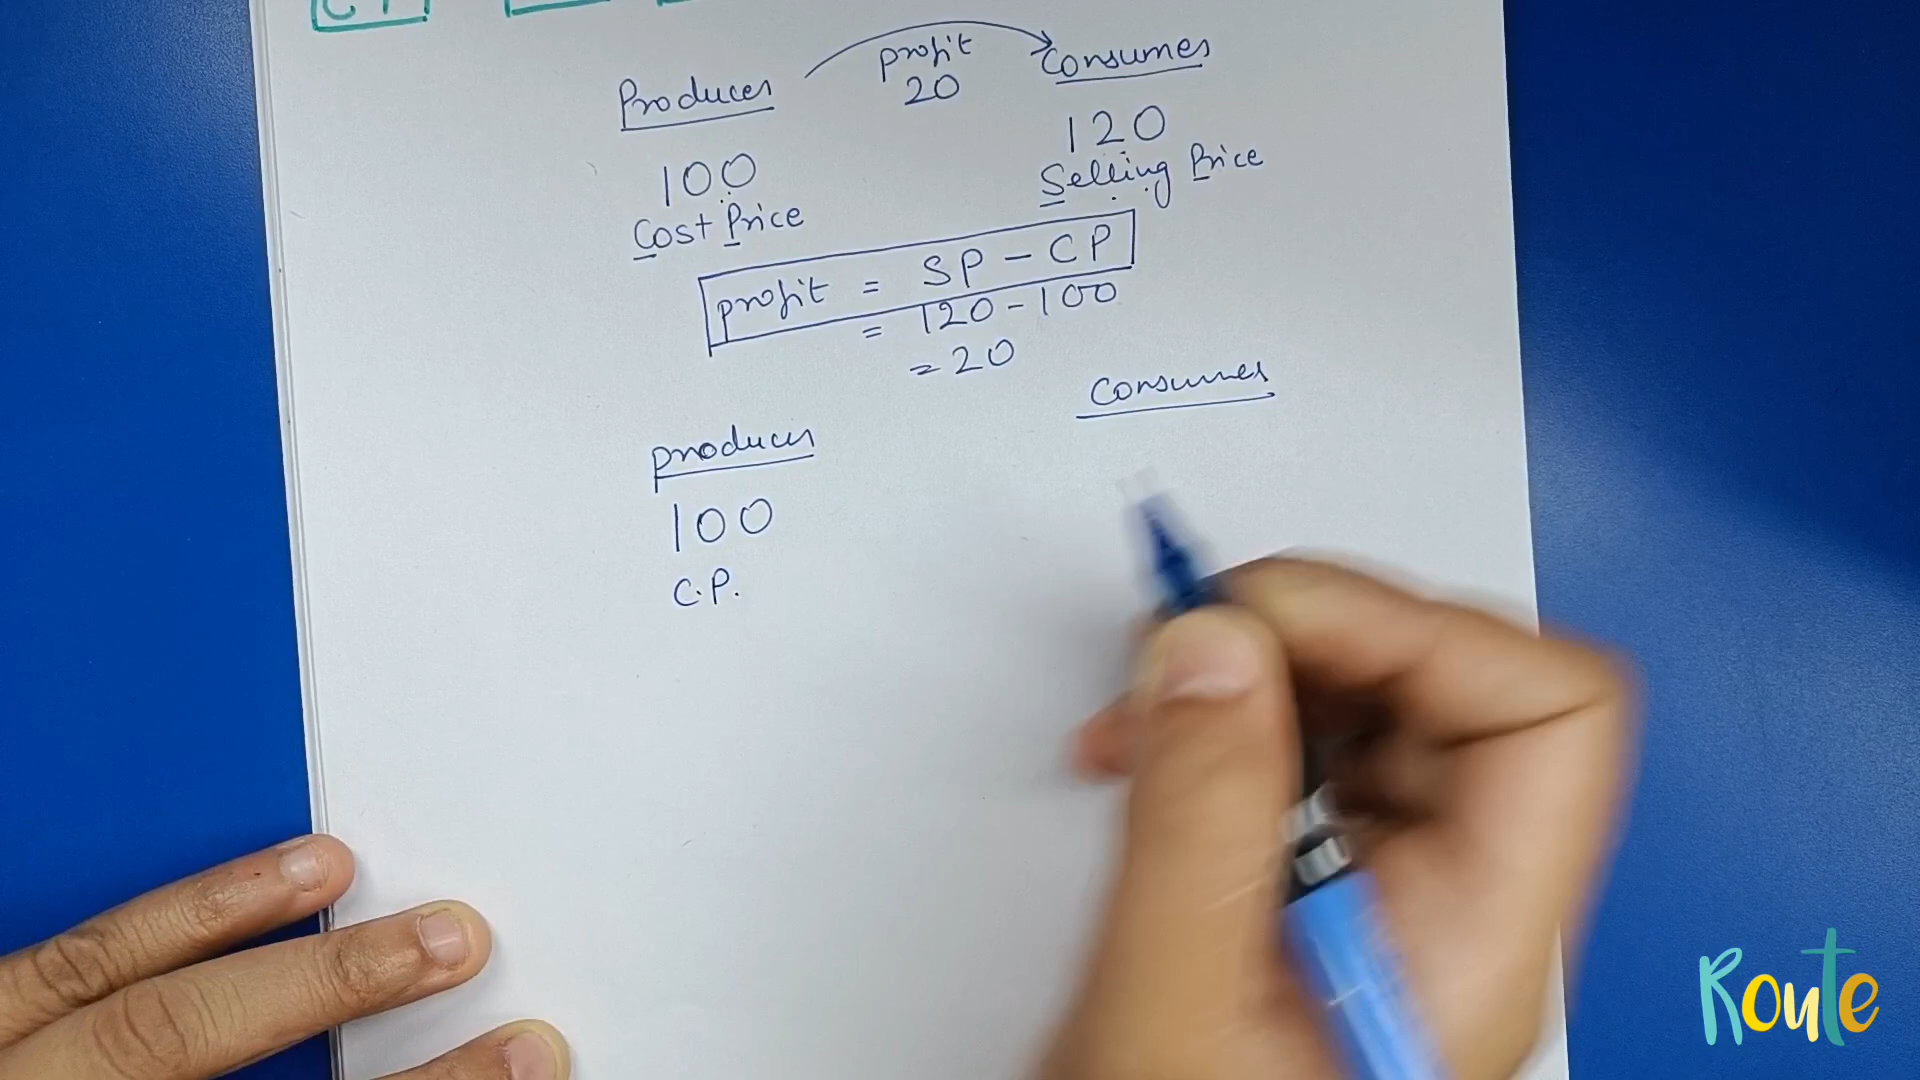 Producer profit Consumer
20
100 120
Cost Price Selling Price
profit = SP - CP
= 120 - 100
= 20
Consumer
producer
100
C.P.
Route